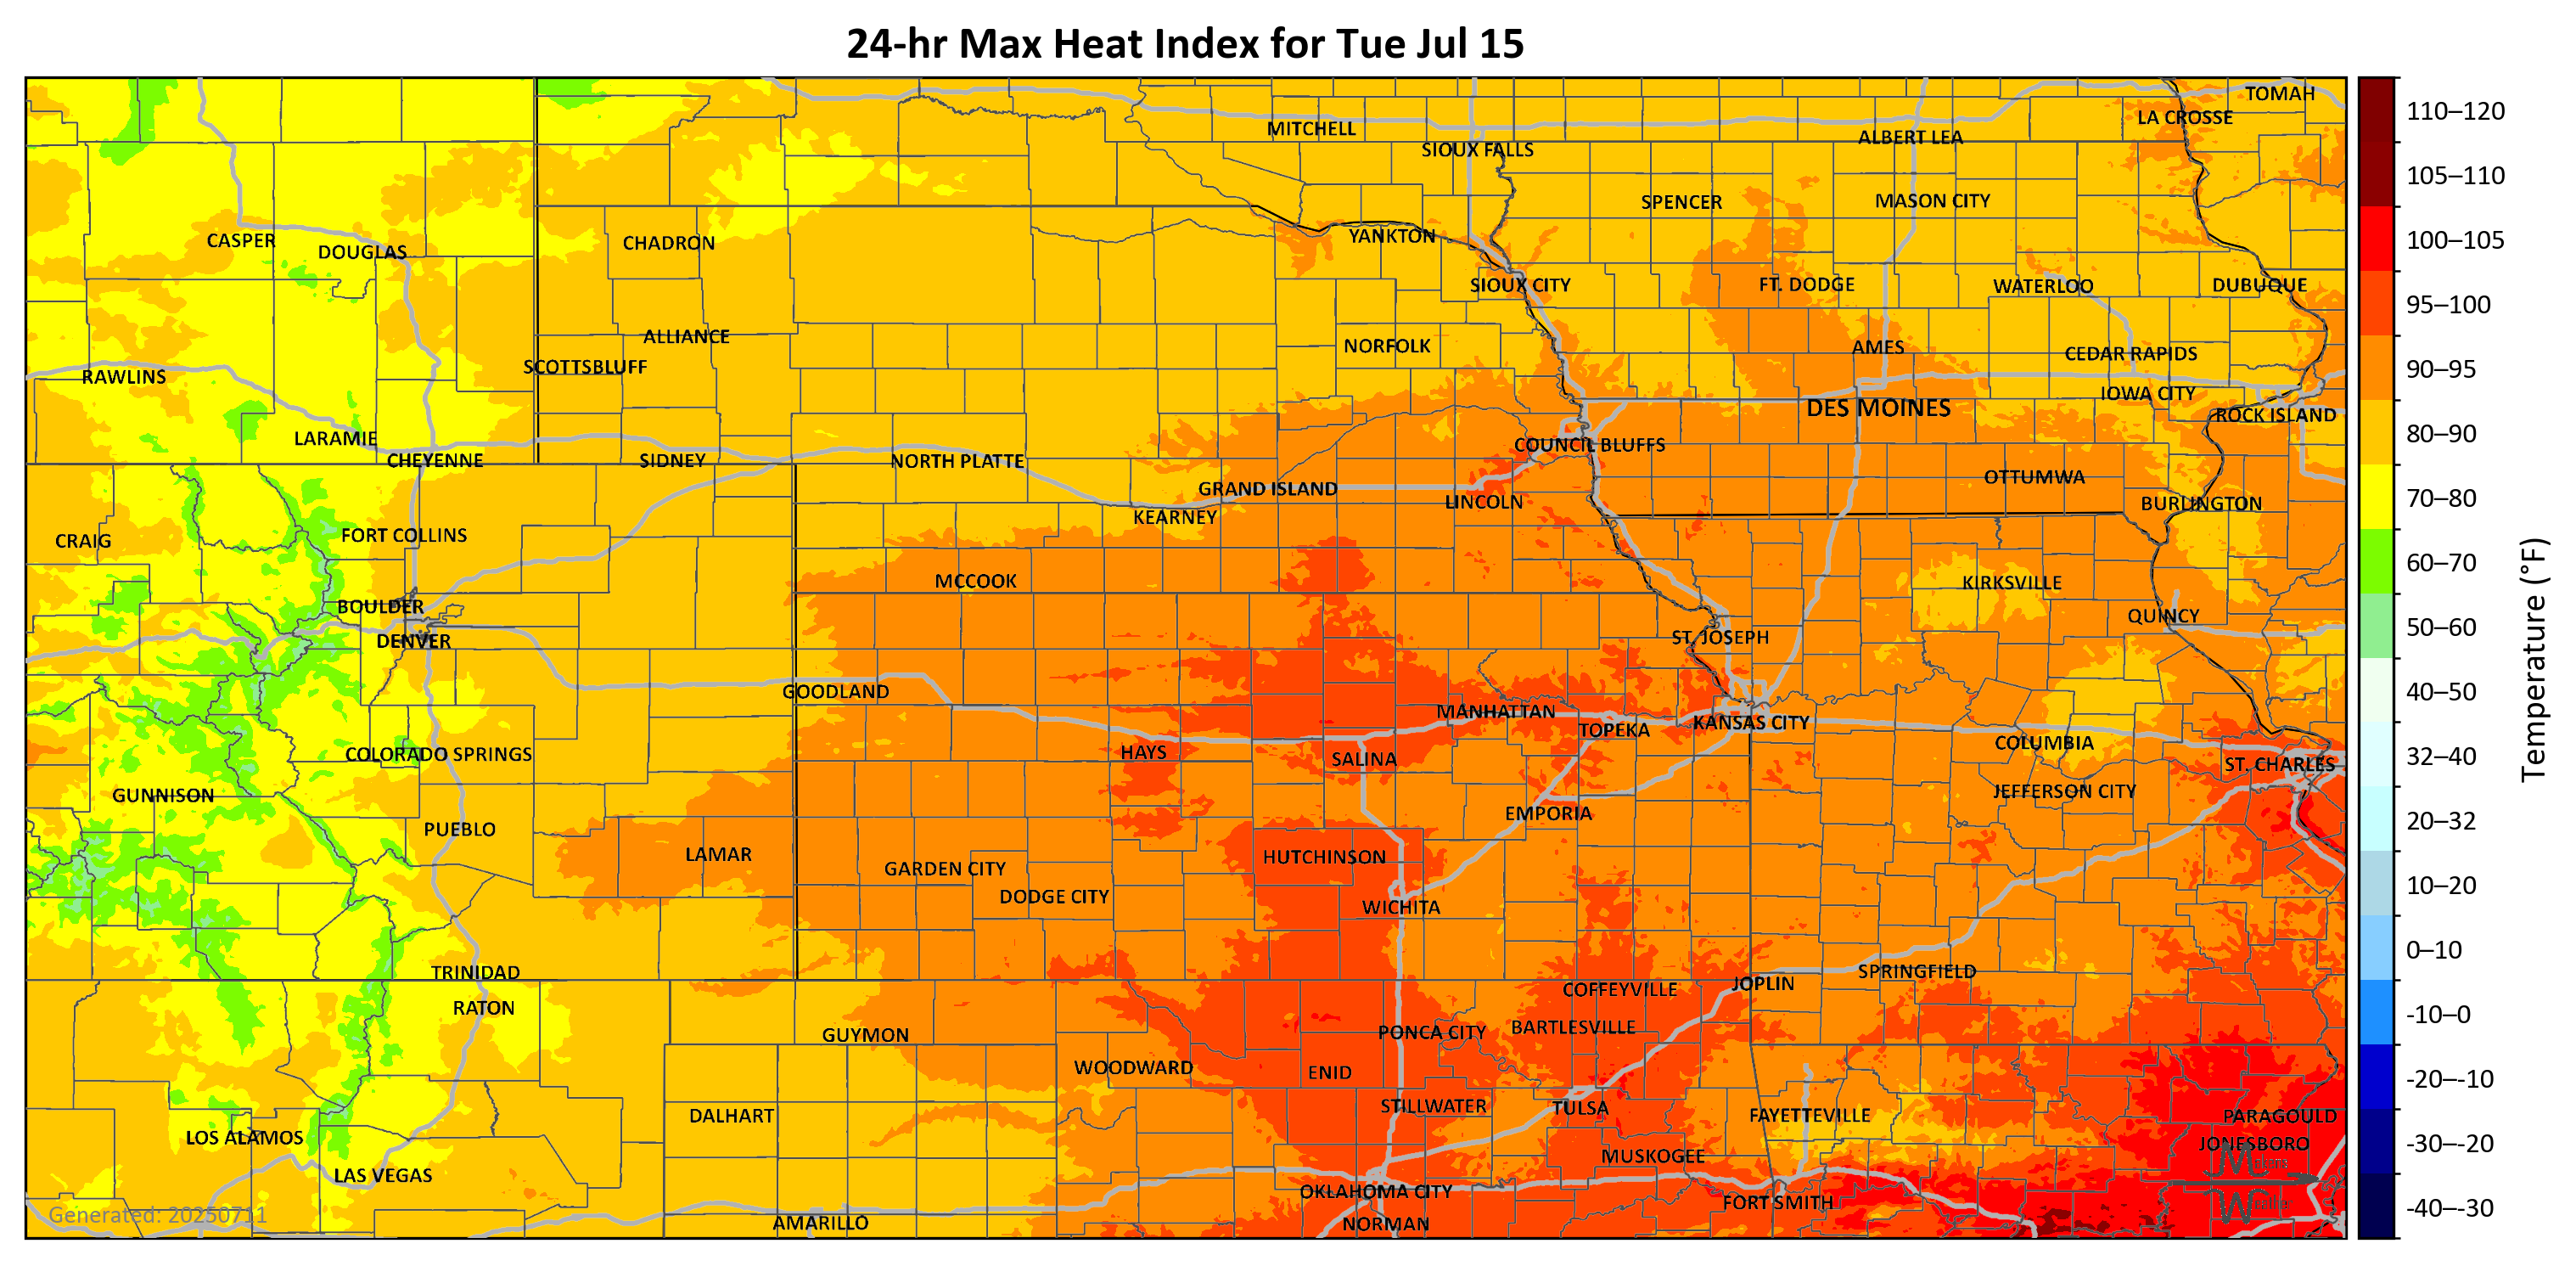 24-hr Max Heat Index for Tue Jul 15
TOMAH
LA CROSSE
MITCHELL
ALBERT LEA
SIOUX FALLS
SPENCER
MASON CITY
YANKTON
CASPER
CHADRON
DOUGLAS
SIOUX CITY
FT. DODGE
WATERLOO
DUBUQUE
ALLIANCE
NORFOLK
AMES
CEDAR RAPIDS
SCOTTSBLUFF
RAWLINS
IOWA CITY
DES MOINES
ROCK ISLAND
LARAMIE
COUNCIL BLUFFS
CHEYENNE
SIDNEY
NORTH PLATTE
OTTUMWA
GRAND ISLAND
LINCOLN
BURLINGTON
KEARNEY
CRAIG
FORT COLLINS
MCCOOK
KIRKSVILLE
BOULDER
QUINCY
DENVER
ST. JOSEPH
GOODLAND
MANHATTAN
TOPEKA
KANSAS CITY
COLUMBIA
HAYS
COLORADO SPRINGS
SALINA
ST. CHARLES
GUNNISON
JEFFERSON CITY
EMPORIA
PUEBLO
LAMAR
HUTCHINSON
GARDEN CITY
DODGE CITY
WICHITA
TRINIDAD
SPRINGFIELD
JOPLIN
COFFEYVILLE
RATON
GUYMON
PONCA CITY
BARTLESVILLE
WOODWARD
ENID
STILLWATER
TULSA
DALHART
FAYETTEVILLE
PARAGOULD
LOS ALAMOS
JONESBORO
MUSKOGEE
LAS VEGAS
OKLAHOMA CITY
FORT SMITH
AMARILLO
NORMAN
Generated: 20250711
110–120
105–110
100–105
95–100
90–95
80–90
70–80
60–70
50–60
40–50
32–40
20–32
10–20
0–10
-10–0
-20–-10
-30–-20
-40–-30
Temperature (°F)